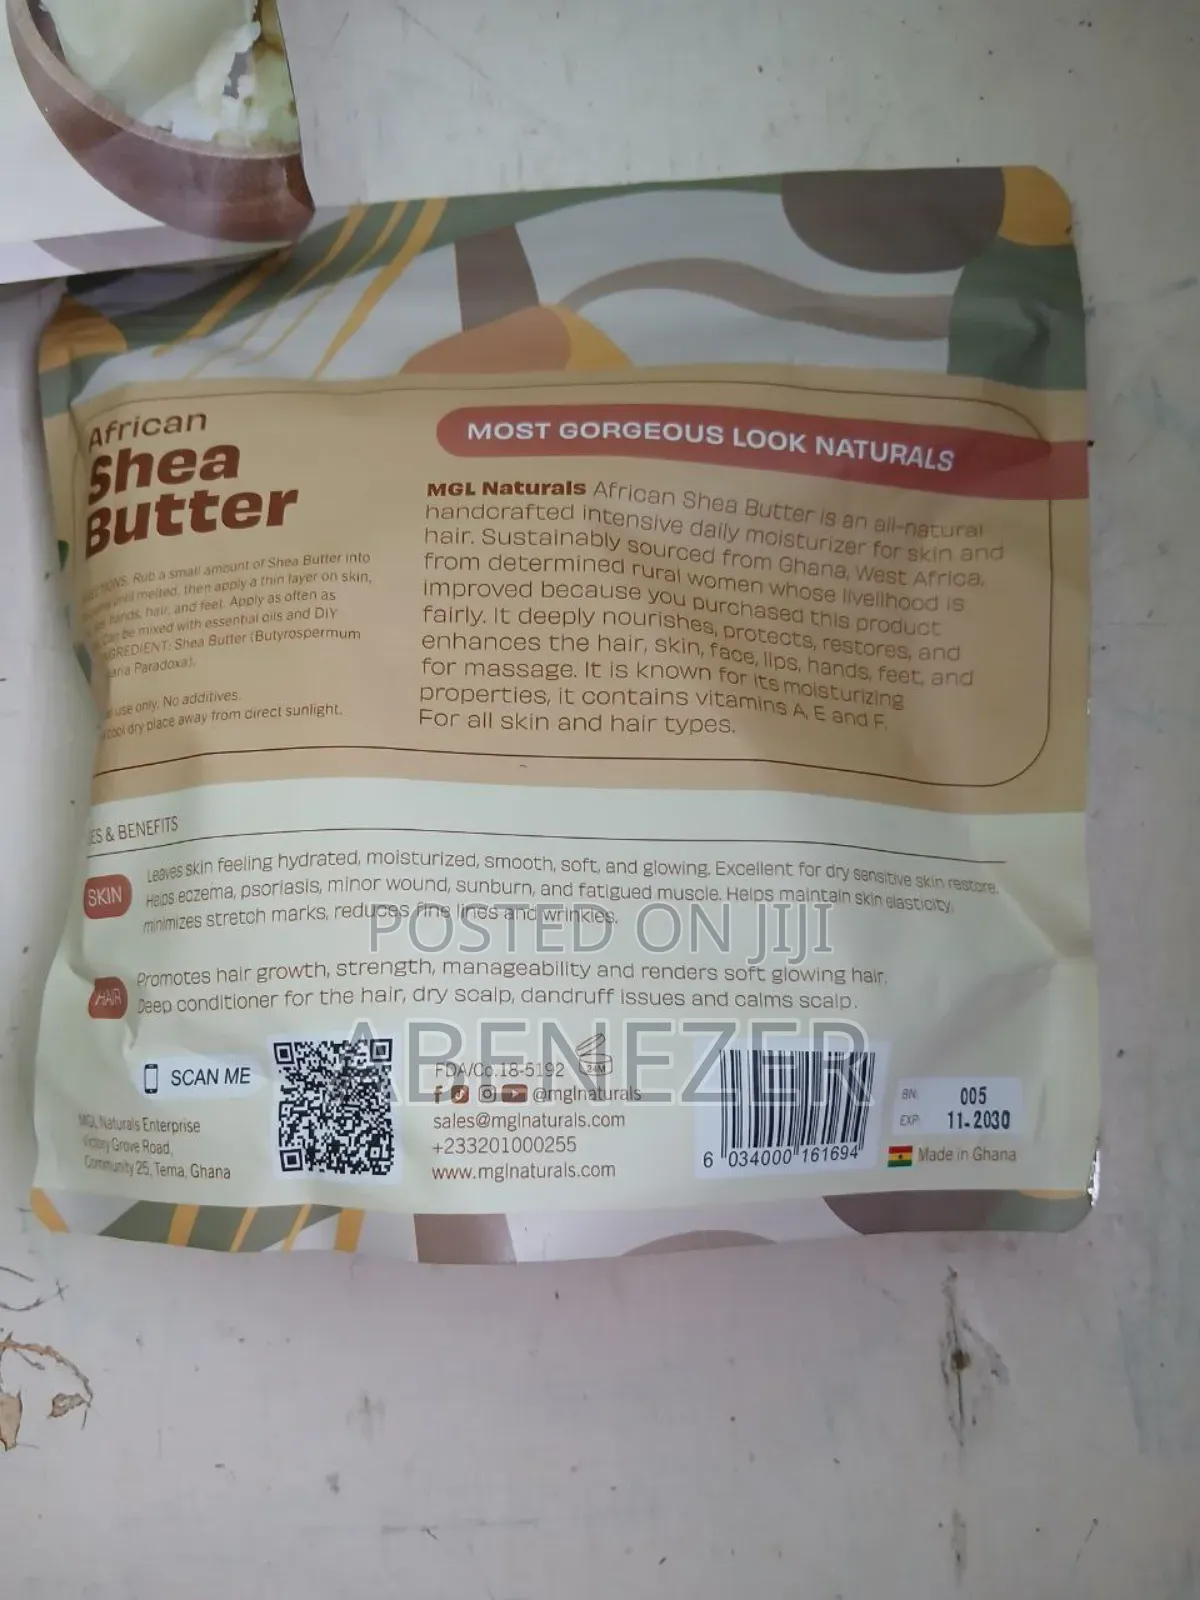 African
Shea
Butter
Rub a small amount of Shea Butter into
until melted, then apply a thin layer on skin,
hands, hair, and feel. Apply as often as
Can be mixed with essential oils and DIY
INGREDIENT: Shea Butter (Butyrospermum
Paradoxa).
use only. No additives.
cool dry place away from direct sunlight.
MOST GORGEOUS LOOK NATURALS
MGL Naturals African Shea Butter is an all-natural
handcrafted intensive daily moisturizer for skin and
hair. Sustainably sourced from Ghana, West Africa,
from determined rural women whose livelihood is
improved because you purchased this product
fairly. It deeply nourishes, protects, restores, and
enhances the hair, skin, face, lips, hands, feet, and
for massage. It is known for its moisturizing
properties, it contains vitamins A, E and F.
For all skin and hair types.
& BENEFITS
SKIN
Leaves skin feeling hydrated, moisturized, smooth, soft, and glowing. Excellent for dry sensitive skin restore.
Helps eczema, psoriasis, minor wound, sunburn, and fatigued muscle. Helps maintain skin elasticity,
minimizes stretch marks, reduces fine lines and wrinkles.
HAIR
Promotes hair growth, strength, manageability and renders soft glowing hair.
Deep conditioner for the hair, dry scalp, dandruff issues and calms scalp.
POSTED ON JIJI
ABENEZER
SCAN ME
MGL Naturals Enterprise
Victory Grove Road,
Community 25, Tema, Ghana
FDA/Co.18-5192
24M
@mglnaturals
sales@mglnaturals.com
+233201000255
www.mglnaturals.com
6 034000 161694
BN: 005
EXP: 11-2030
Made in Ghana